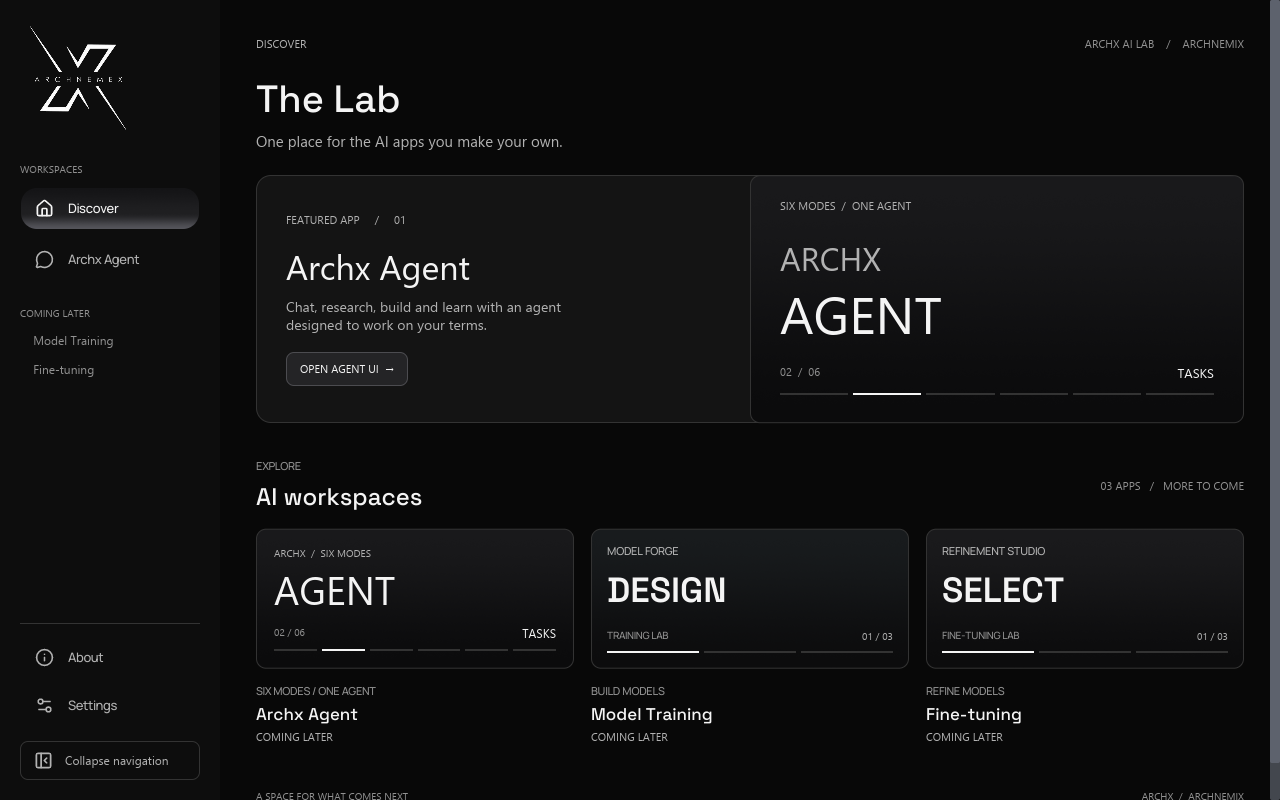 ARCHNEMEX
WORKSPACES
Discover
Archx Agent
COMING LATER
Model Training
Fine-tuning
About
Settings
Collapse navigation
DISCOVER
ARCHX AI LAB / ARCHNEMIX
The Lab
One place for the AI apps you make your own.
FEATURED APP / 01
Archx Agent
Chat, research, build and learn with an agent
designed to work on your terms.
OPEN AGENT UI →
SIX MODES / ONE AGENT
ARCHX
AGENT
02 / 06
TASKS
EXPLORE
AI workspaces
03 APPS / MORE TO COME
ARCHX / SIX MODES
AGENT
02 / 06
TASKS
SIX MODES / ONE AGENT
Archx Agent
COMING LATER
MODEL FORGE
DESIGN
TRAINING LAB
01 / 03
BUILD MODELS
Model Training
COMING LATER
REFINEMENT STUDIO
SELECT
FINE-TUNING LAB
01 / 03
REFINE MODELS
Fine-tuning
COMING LATER
A SPACE FOR WHAT COMES NEXT
ARCHX / ARCHNEMIX